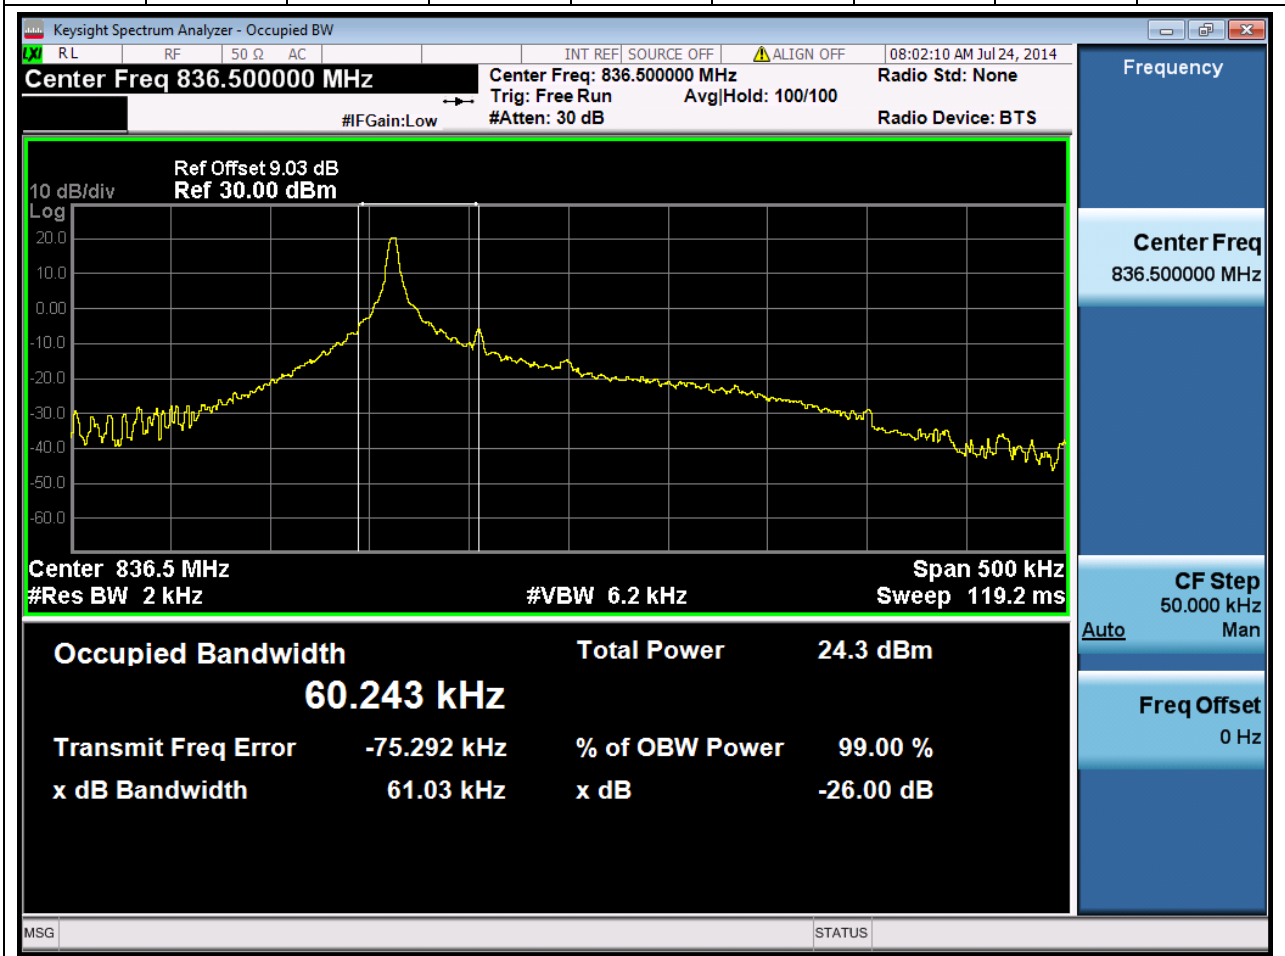 Keysight Spectrum Analyzer - Occupied BW
LXI RL RF 50 Ω AC INT REF SOURCE OFF ALIGN OFF 08:02:10 AM Jul 24, 2014
Center Freq 836.500000 MHz
Center Freq: 836.500000 MHz Radio Std: None
Trig: Free Run Avg|Hold: 100/100
#IFGain:Low #Atten: 30 dB Radio Device: BTS
Ref Offset 9.03 dB
10 dB/div Ref 30.00 dBm
Log
20.0
10.0
0.00
-10.0
-20.0
-30.0
-40.0
-50.0
-60.0
Center 836.5 MHz Span 500 kHz
#Res BW 2 kHz #VBW 6.2 kHz Sweep 119.2 ms
Occupied Bandwidth Total Power 24.3 dBm
60.243 kHz
Transmit Freq Error -75.292 kHz % of OBW Power 99.00 %
x dB Bandwidth 61.03 kHz x dB -26.00 dB
Frequency
Center Freq
836.500000 MHz
CF Step
50.000 kHz
Auto Man
Freq Offset
0 Hz
MSG STATUS